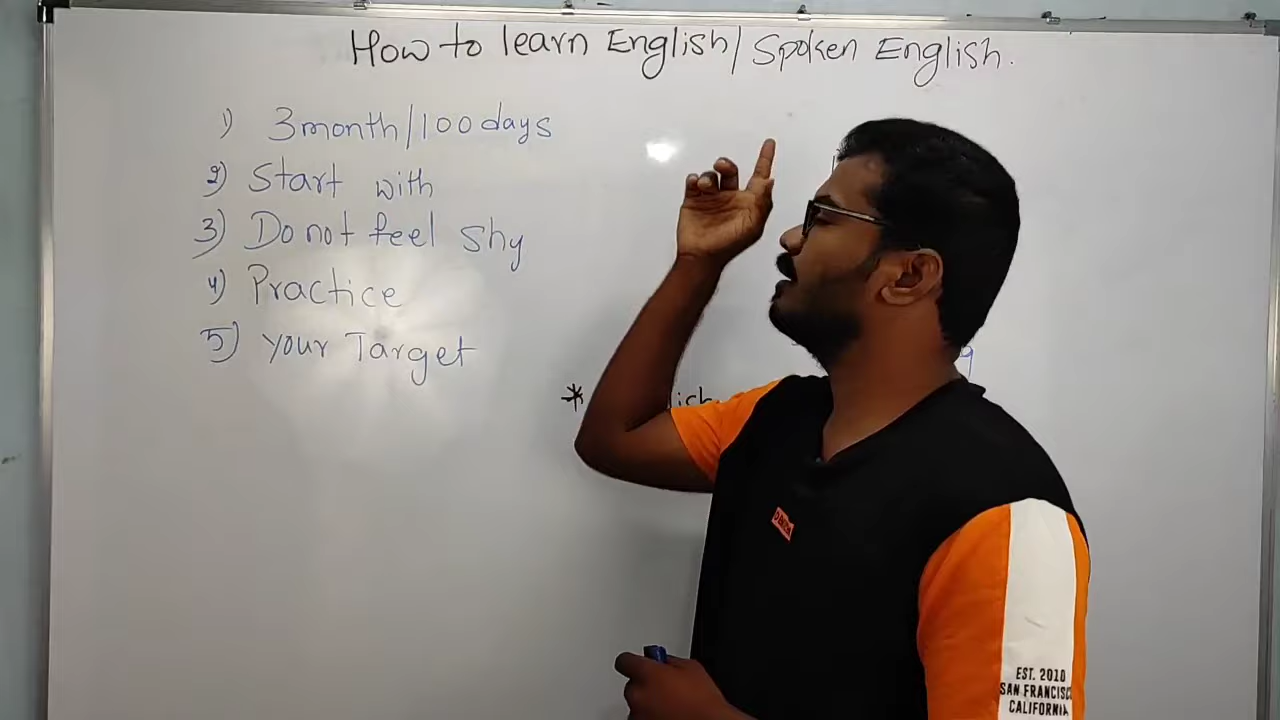 How to learn English/Spoken English.
1) 3month/100days
2) Start with
3) Do not feel shy
4) Practice
5) Your Target
*
EST. 2010
SAN FRANCISC
CALIFORNIA